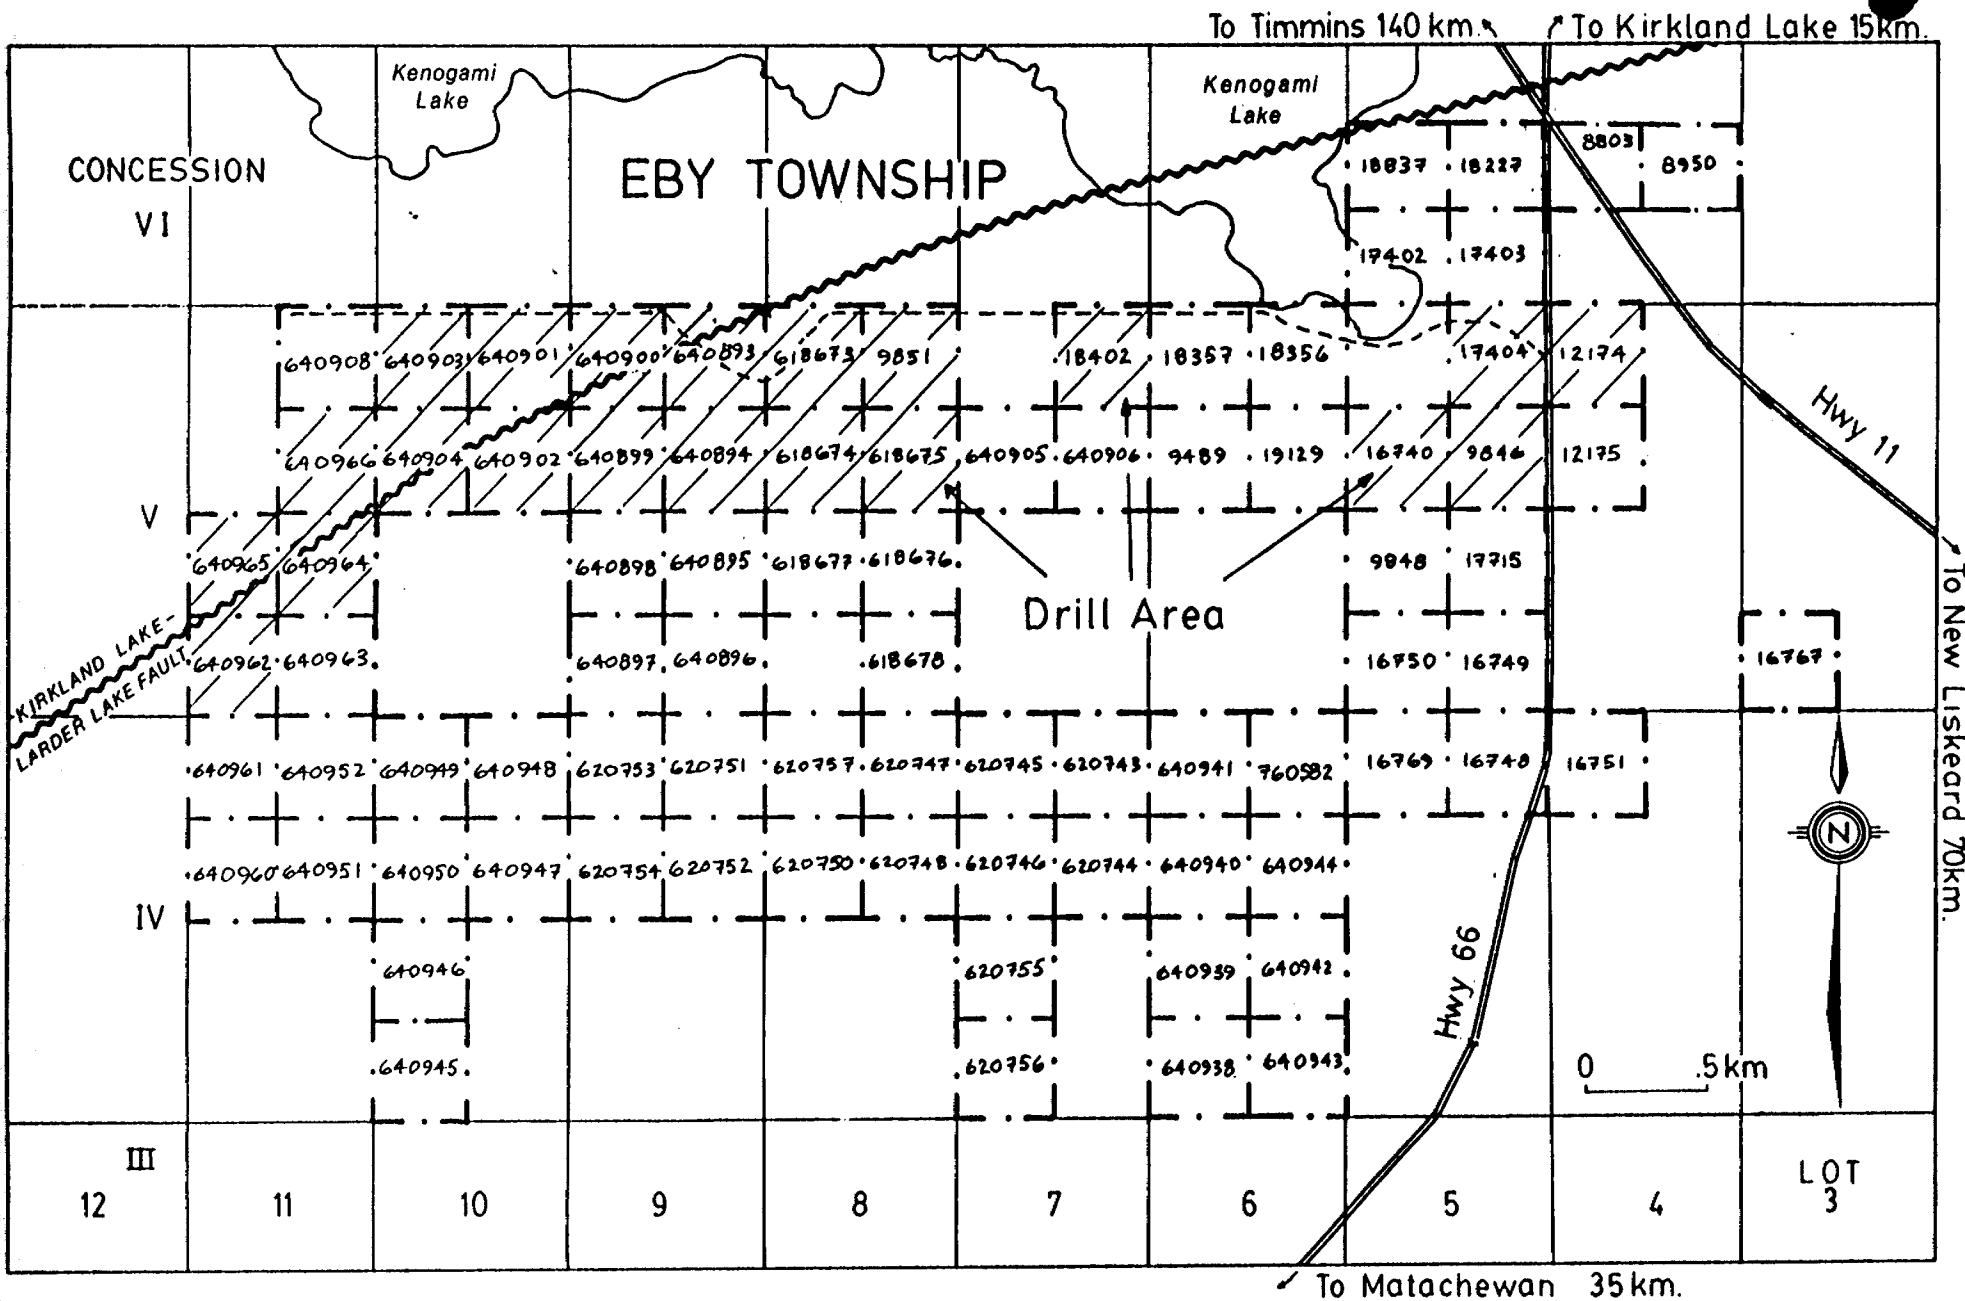 To Timmins 140 km. To Kirkland Lake 15km.
Kenogami
Lake
Kenogami
Lake
CONCESSION
VI
EBY TOWNSHIP
8803
18837 18227 8950
17402 17403
640908 640903 640901 640900 640893 618673 9851 18402 18357 18356 17404 12174
Hwy 11
640966 640904 640902 640899 640894 618674 618675 640905 640906 9489 19129 16740 9846 12175
V
640965 640964 640898 640895 618677 618676 9848 17715
To New Liskeard 70km.
Drill Area
KIRKLAND LAKE-
LARDER LAKE FAULT
640962 640963 640897 640896 618678 16750 16749 16767
640961 640952 640949 640948 620753 620751 620757 620747 620745 620743 640941 760582 16769 16748 16751
N
640960 640951 640950 640947 620754 620752 620750 620748 620746 620744 640940 640944
IV
640946 620755 640939 640942
Hwy 66
640945 620756 640938 640943
0 .5km
III
LOT
12 11 10 9 8 7 6 5 4 3
To Matachewan 35km.